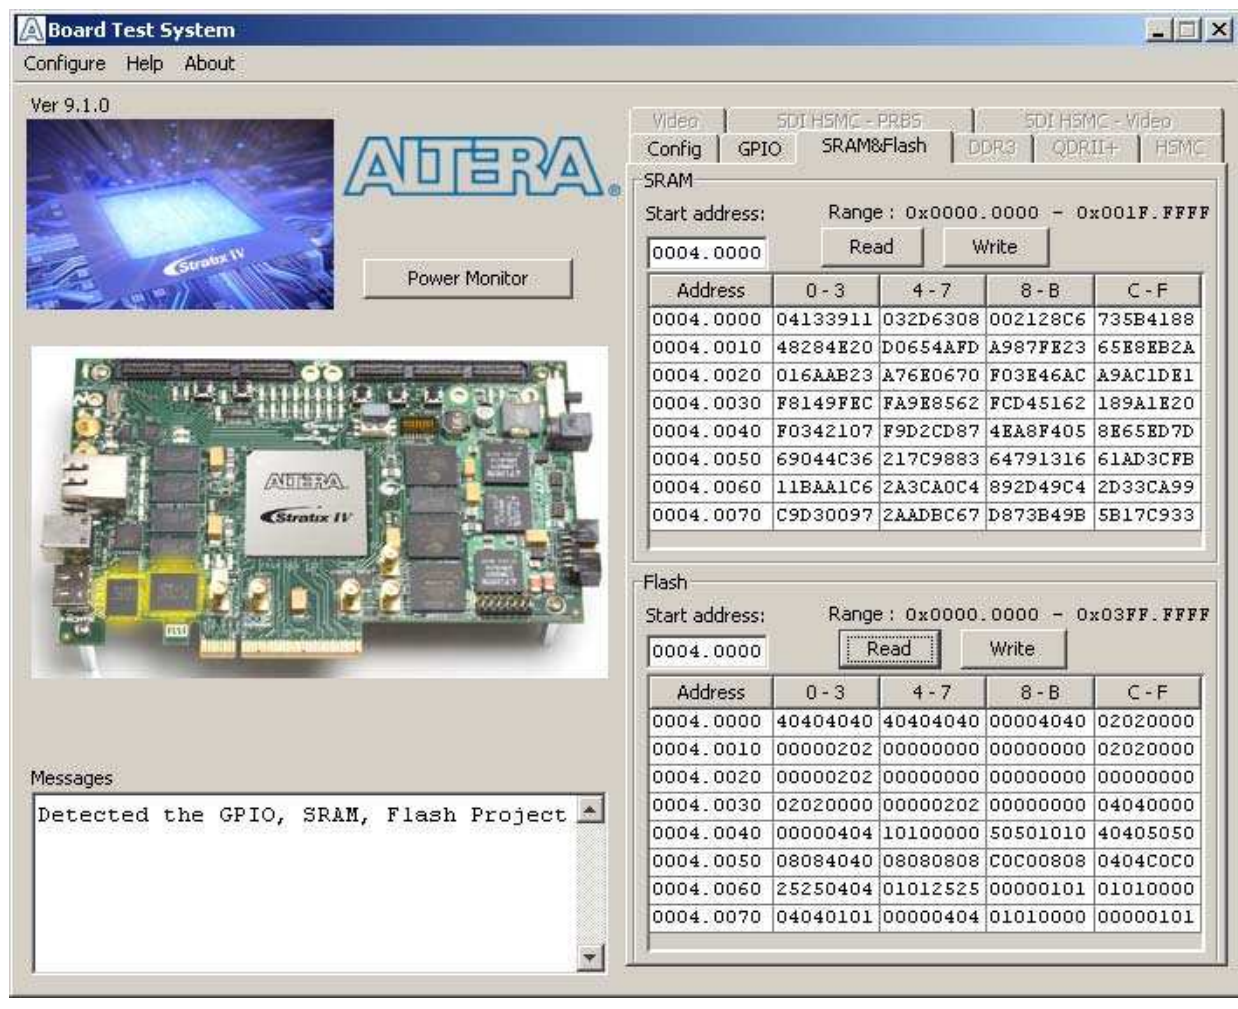 Board Test System
Configure Help About
Ver 9.1.0
Stratix IV
ALTERA®
Power Monitor
ALTERA
Stratix IV
Messages
Detected the GPIO, SRAM, Flash Project
Video SDI HSMC - PRBS SDI HSMC - Video
Config GPIO SRAM&Flash DDR3 QDRII+ HSMC
SRAM
Start address: Range : 0x0000.0000 - 0x001F.FFFF
0004.0000 Read Write
Address 0 - 3 4 - 7 8 - B C - F
0004.0000 04133911 032D6308 002128C6 735B4188
0004.0010 48284E20 D0654AFD A987FE23 65E8EB2A
0004.0020 016AAB23 A76E0670 F03E46AC A9AC1DE1
0004.0030 F8149FEC FA9E8562 FCD45162 189A1E20
0004.0040 F0342107 F9D2CD87 4EA8F405 8E65ED7D
0004.0050 69044C36 217C9883 64791316 61AD3CFB
0004.0060 11BAA1C6 2A3CA0C4 892D49C4 2D33CA99
0004.0070 C9D30097 2AADBC67 D873B49B 5B17C933
Flash
Start address: Range : 0x0000.0000 - 0x03FF.FFFF
0004.0000 Read Write
Address 0 - 3 4 - 7 8 - B C - F
0004.0000 40404040 40404040 00004040 02020000
0004.0010 00000202 00000000 00000000 02020000
0004.0020 00000202 00000000 00000000 00000000
0004.0030 02020000 00000202 00000000 04040000
0004.0040 00000404 10100000 50501010 40405050
0004.0050 08084040 08080808 C0C00808 0404C0C0
0004.0060 25250404 01012525 00000101 01010000
0004.0070 04040101 00000404 01010000 00000101